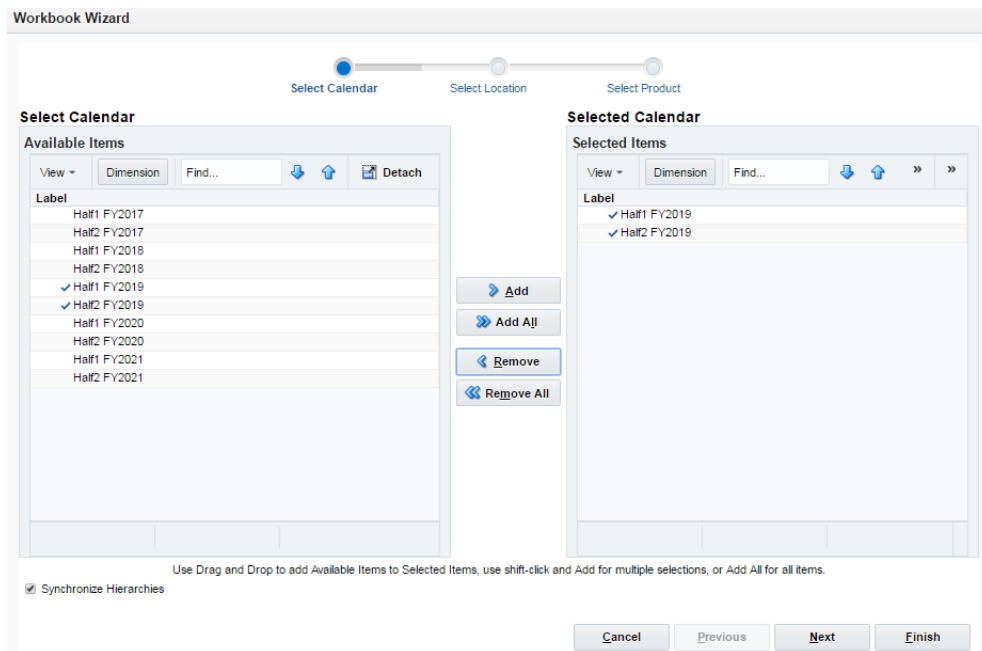 Workbook Wizard
Select Calendar
Select Location
Select Product
Select Calendar
Available Items
View
Dimension
Find...
Detach
Label
Half1 FY2017
Half2 FY2017
Half1 FY2018
Half2 FY2018
Half1 FY2019
Half2 FY2019
Half1 FY2020
Half2 FY2020
Half1 FY2021
Half2 FY2021
Add
Add All
Remove
Remove All
Selected Calendar
Selected Items
View
Dimension
Find...
» »
Label
Half1 FY2019
Half2 FY2019
Use Drag and Drop to add Available Items to Selected Items, use shift-click and Add for multiple selections, or Add All for all items.
Synchronize Hierarchies
Cancel
Previous
Next
Finish